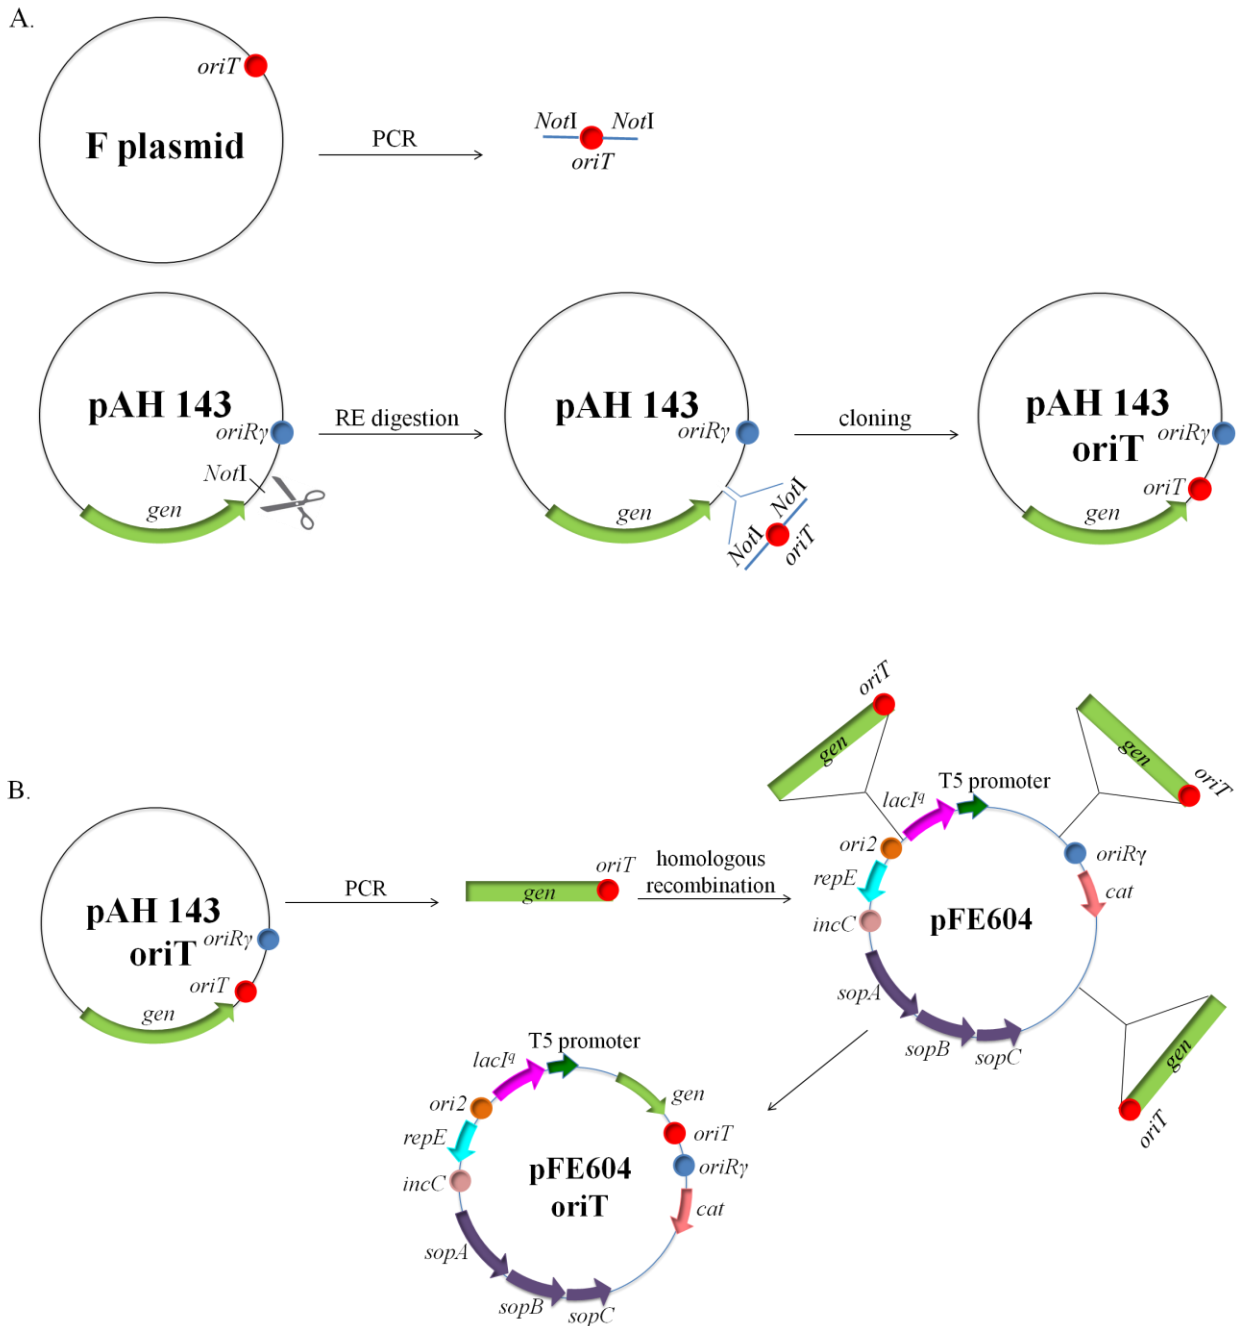 A.
oriT
F plasmid
PCR
NotI NotI
oriT
pAH 143
oriRγ
NotI
gen
RE digestion
pAH 143
oriRγ
gen
NotI
NotI
oriT
cloning
pAH 143
oriT
oriRγ
oriT
gen
B.
pAH 143
oriT
oriRγ
oriT
gen
PCR
oriT
gen
homologous
recombination
oriT
gen
gen
oriT
T5 promoter
lacIq
ori2
repE
incC
sopA
sopB
sopC
oriRγ
cat
pFE604
gen
oriT
T5 promoter
lacIq
ori2
repE
incC
sopA
sopB
sopC
gen
oriT
oriRγ
cat
pFE604
oriT